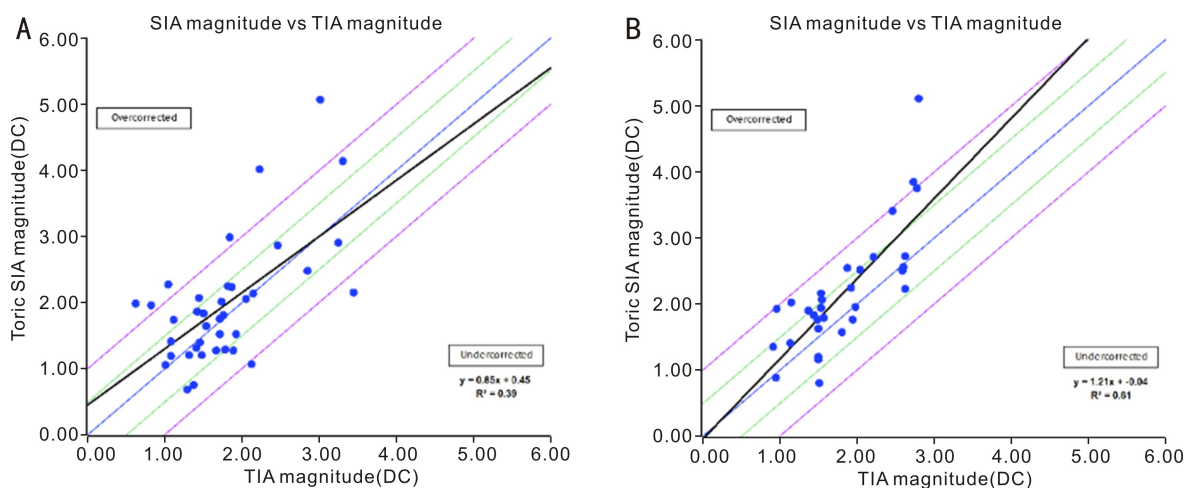 A
SIA magnitude vs TIA magnitude
6.00
5.00
4.00
3.00
2.00
1.00
0.00
Toric SIA magnitude(DC)
Overcorrected
Undercorrected
y = 0.85x + 0.45
R² = 0.39
0.00 1.00 2.00 3.00 4.00 5.00 6.00
TIA magnitude(DC)
B
SIA magnitude vs TIA magnitude
6.00
5.00
4.00
3.00
2.00
1.00
0.00
Toric SIA magnitude(DC)
Overcorrected
Undercorrected
y = 1.21x + -0.04
R² = 0.61
0.00 1.00 2.00 3.00 4.00 5.00 6.00
TIA magnitude(DC)